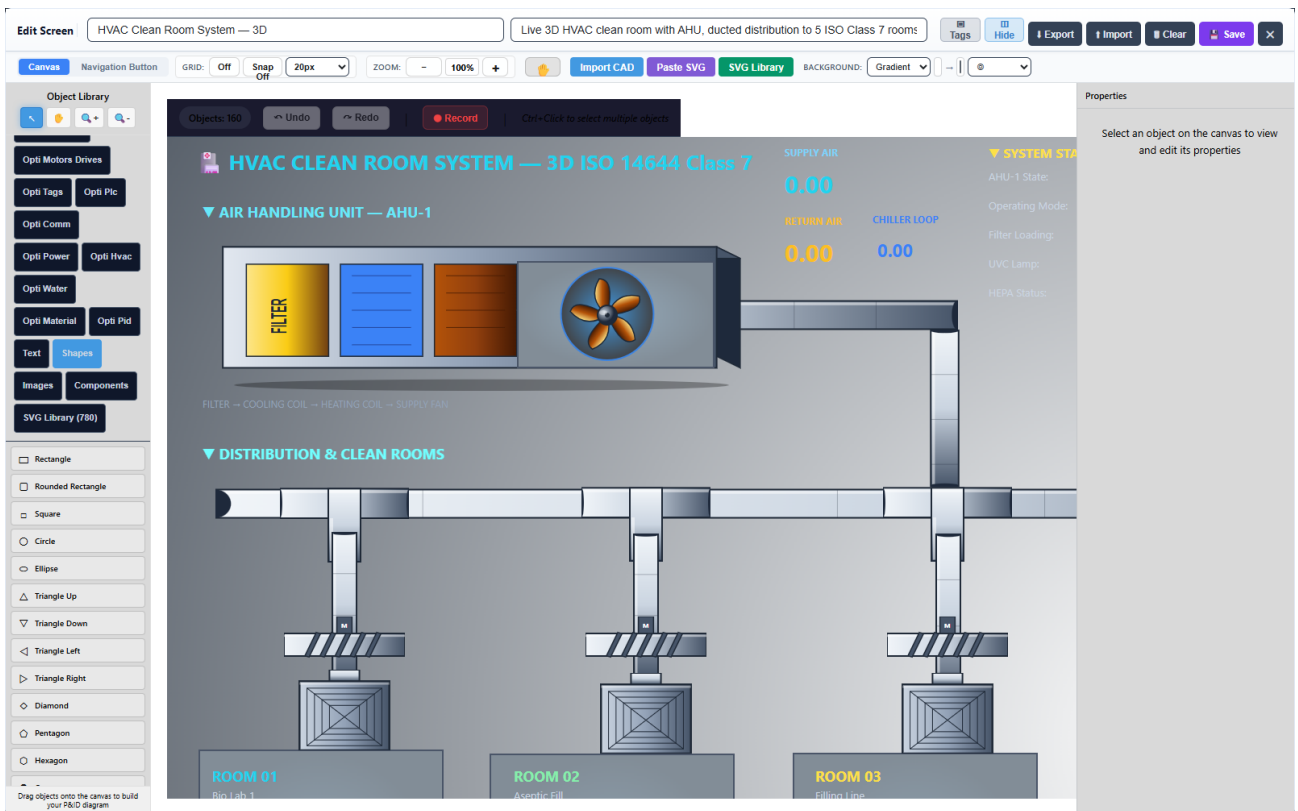 Edit Screen
HVAC Clean Room System — 3D
Live 3D HVAC clean room with AHU, ducted distribution to 5 ISO Class 7 rooms
Tags
Hide
Export
Import
Clear
Save
Canvas
Navigation Button
GRID:
Off
Snap Off
20px
ZOOM:
−
100%
+
Import CAD
Paste SVG
SVG Library
BACKGROUND:
Gradient
Object Library
Opti Motors Drives
Opti Tags
Opti Plc
Opti Comm
Opti Power
Opti Hvac
Opti Water
Opti Material
Opti Pid
Text
Shapes
Images
Components
SVG Library (780)
Rectangle
Rounded Rectangle
Square
Circle
Ellipse
Triangle Up
Triangle Down
Triangle Left
Triangle Right
Diamond
Pentagon
Hexagon
Drag objects onto the canvas to build
your P&ID diagram
Objects: 160
Undo
Redo
Record
Ctrl+Click to select multiple objects
HVAC CLEAN ROOM SYSTEM — 3D ISO 14644 Class 7
SUPPLY AIR
0.00
RETURN AIR
0.00
CHILLER LOOP
0.00
▼ SYSTEM STA
AHU-1 State:
Operating Mode:
Filter Loading:
UVC Lamp:
HEPA Status:
▼ AIR HANDLING UNIT — AHU-1
FILTER
FILTER → COOLING COIL → HEATING COIL → SUPPLY FAN
▼ DISTRIBUTION & CLEAN ROOMS
M
M
M
ROOM 01
Bio Lab 1
ROOM 02
Aseptic Fill
ROOM 03
Filling Line
Properties
Select an object on the canvas to view
and edit its properties